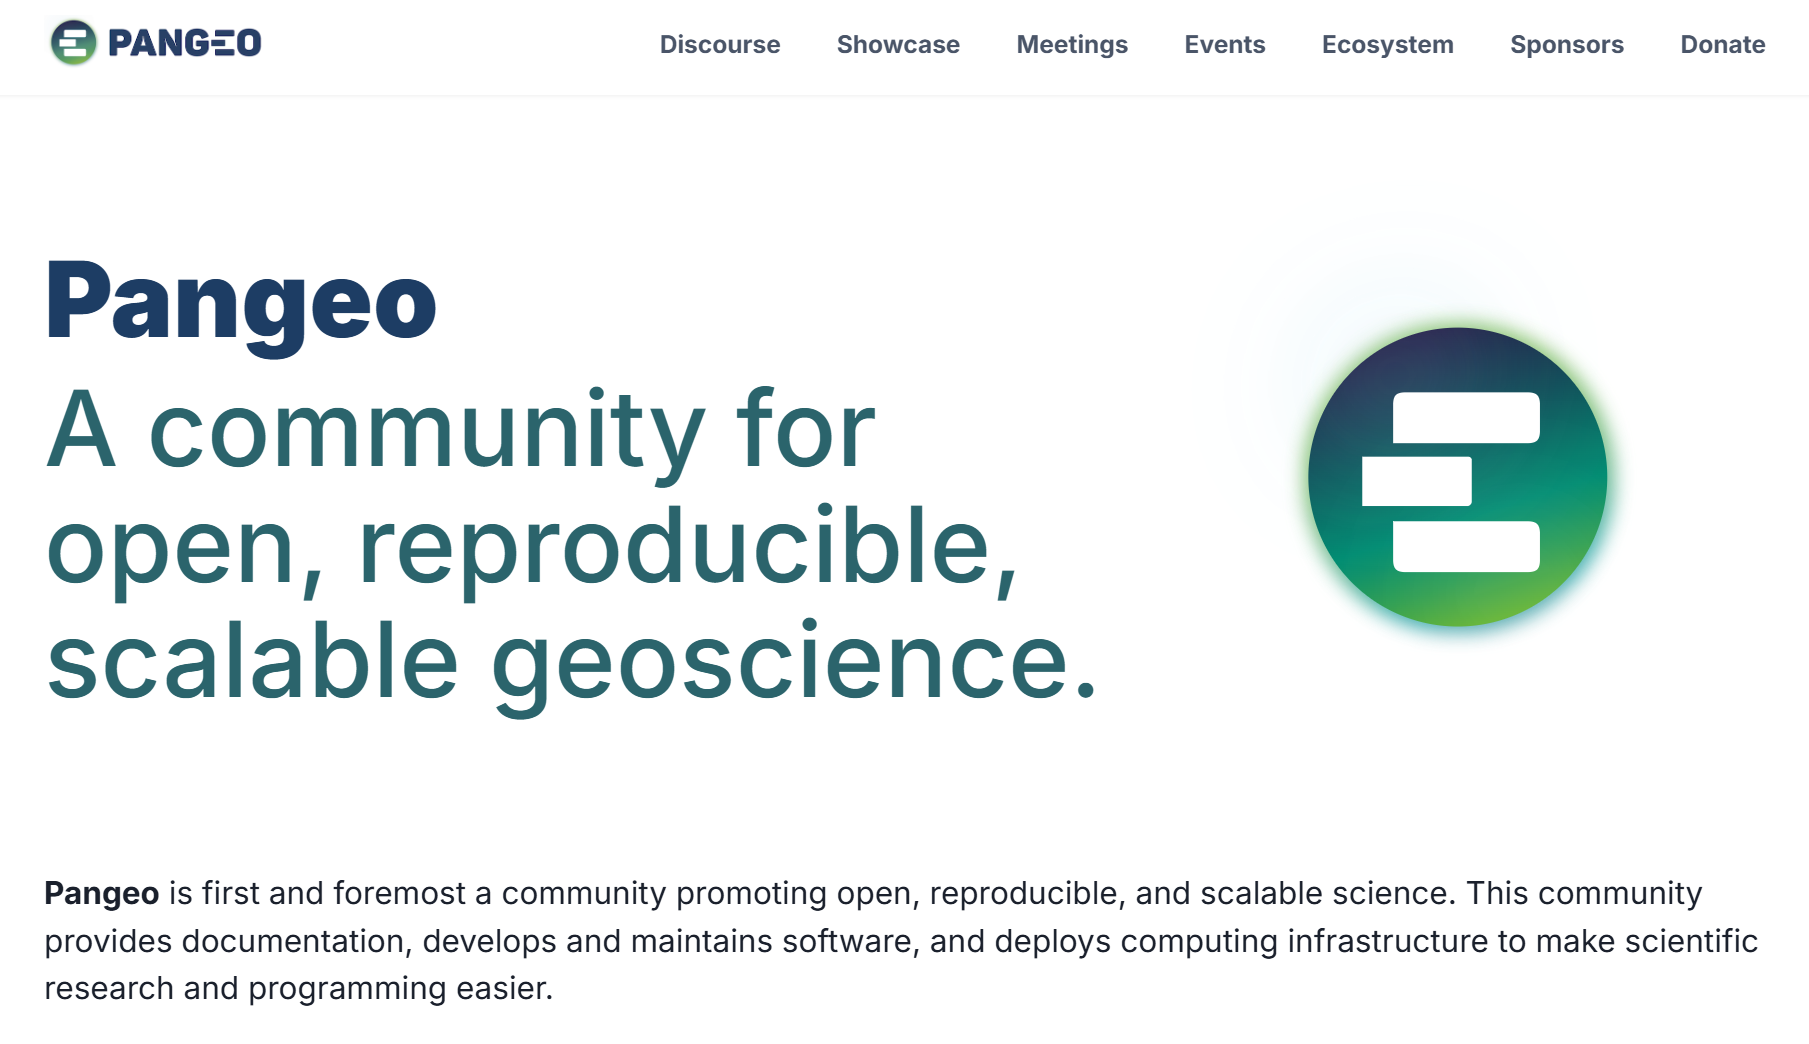 PANGEO
Discourse
Showcase
Meetings
Events
Ecosystem
Sponsors
Donate
Pangeo
A community for
open, reproducible,
scalable geoscience.
Pangeo is first and foremost a community promoting open, reproducible, and scalable science. This community
provides documentation, develops and maintains software, and deploys computing infrastructure to make scientific
research and programming easier.